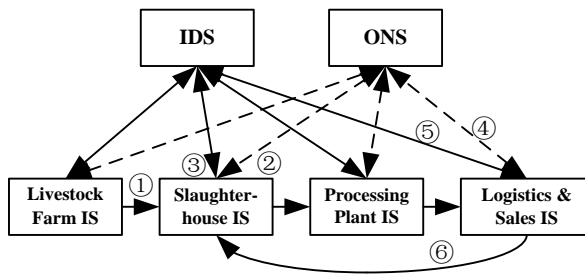 IDS
ONS
⑤
④
③
②
①
Livestock
Farm IS
Slaughter-
house IS
Processing
Plant IS
Logistics &
Sales IS
⑥